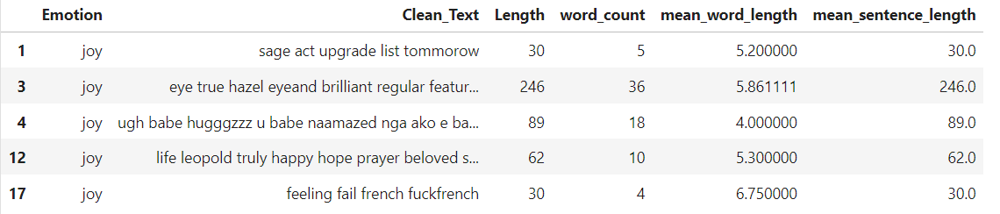 Emotion Clean_Text Length word_count mean_word_length mean_sentence_length
1 joy sage act upgrade list tommorow 30 5 5.200000 30.0
3 joy eye true hazel eyeand brilliant regular featur... 246 36 5.861111 246.0
4 joy ugh babe hugggzzz u babe naamazed nga ako e ba... 89 18 4.000000 89.0
12 joy life leopold truly happy hope prayer beloved s... 62 10 5.300000 62.0
17 joy feeling fail french fuckfrench 30 4 6.750000 30.0